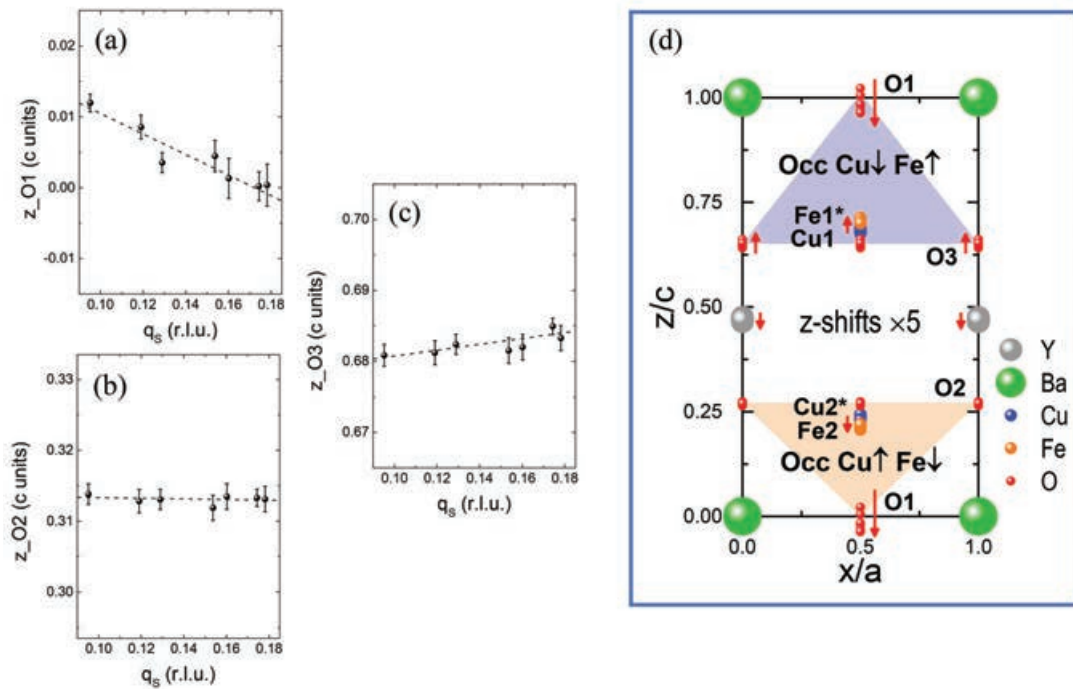 (a)
0.02
0.01
0.00
-0.01
z_O1 (c units)
0.10 0.12 0.14 0.16 0.18
q_s (r.l.u.)
(b)
0.33
0.32
0.31
0.30
z_O2 (c units)
0.10 0.12 0.14 0.16 0.18
q_s (r.l.u.)
(c)
0.70
0.69
0.68
0.67
z_O3 (c units)
0.10 0.12 0.14 0.16 0.18
q_s (r.l.u.)
(d)
1.00
0.75
0.50
0.25
0.00
z/c
O1
Occ Cu↓ Fe↑
Fe1*
Cu1
O3
z-shifts ×5
O2
Cu2*
Fe2
Occ Cu↑ Fe↓
O1
0.0 0.5 1.0
x/a
Y
Ba
Cu
Fe
O